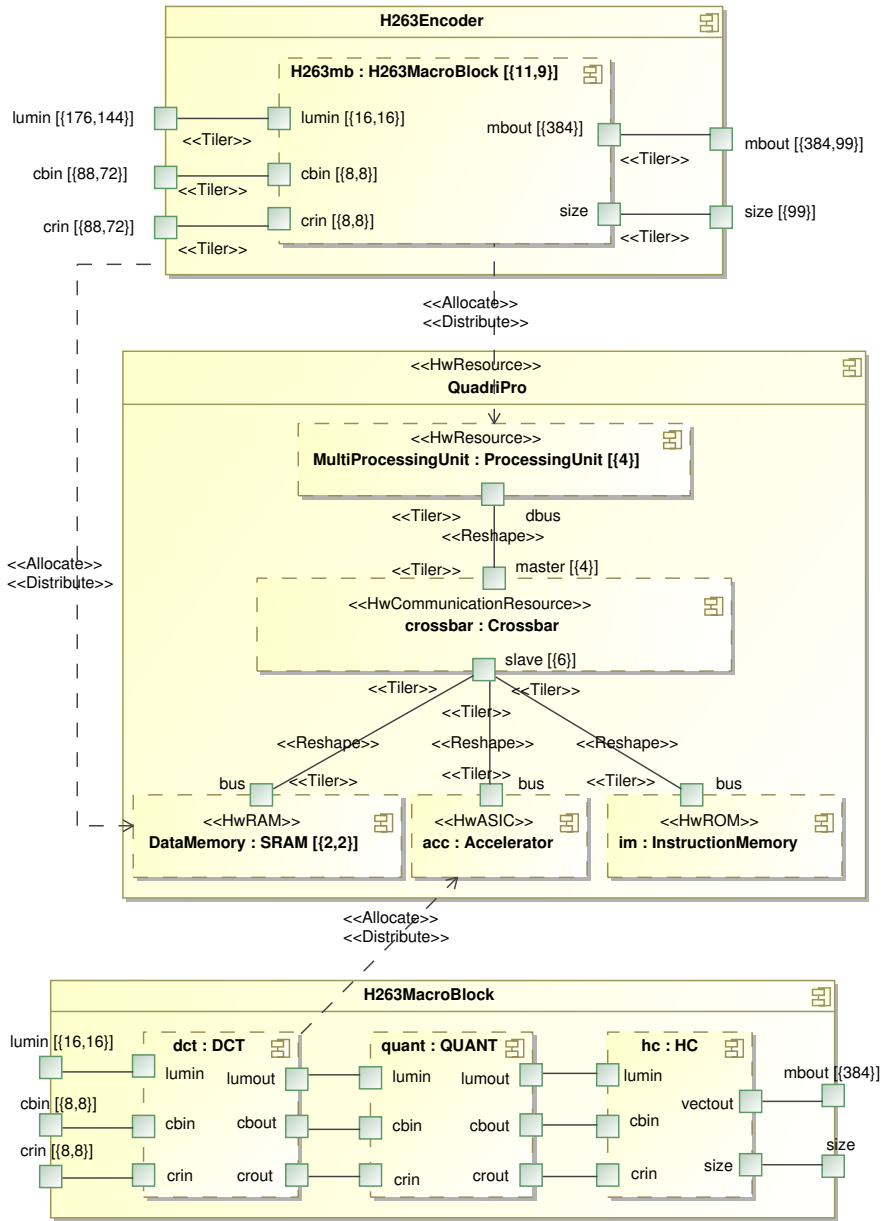 H263Encoder
H263mb : H263MacroBlock [{11,9}]
lumin [{176,144}]
<<Tiler>>
lumin [{16,16}]
mbout [{384}]
<<Tiler>>
mbout [{384,99}]
cbin [{88,72}]
<<Tiler>>
cbin [{8,8}]
crin [{88,72}]
<<Tiler>>
crin [{8,8}]
size
<<Tiler>>
size [{99}]
<<Allocate>>
<<Distribute>>
<<HwResource>>
QuadriPro
<<HwResource>>
MultiProcessingUnit : ProcessingUnit [{4}]
<<Tiler>>
dbus
<<Reshape>>
<<Tiler>>
master [{4}]
<<Allocate>>
<<Distribute>>
<<HwCommunicationResource>>
crossbar : Crossbar
slave [{6}]
<<Tiler>>
<<Tiler>>
<<Tiler>>
<<Reshape>>
<<Reshape>>
<<Reshape>>
bus
<<Tiler>>
<<Tiler>>
bus
<<Tiler>>
bus
<<HwRAM>>
DataMemory : SRAM [{2,2}]
<<HwASIC>>
acc : Accelerator
<<HwROM>>
im : InstructionMemory
<<Allocate>>
<<Distribute>>
H263MacroBlock
lumin [{16,16}]
cbin [{8,8}]
crin [{8,8}]
dct : DCT
lumin
lumout
cbin
cbout
crin
crout
quant : QUANT
lumin
lumout
cbin
cbout
crin
crout
hc : HC
lumin
cbin
crin
vectout
size
mbout [{384}]
size